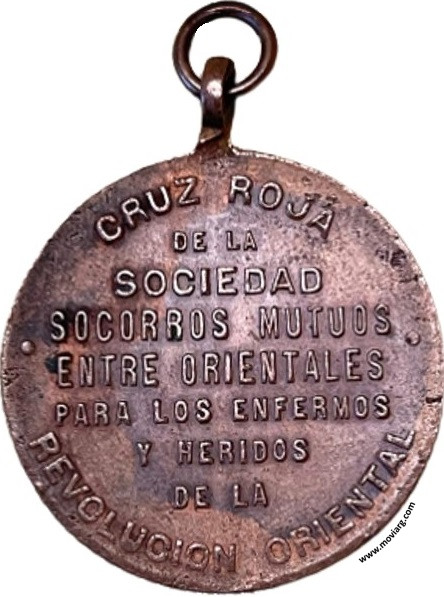 CRUZ ROJA
DE LA
SOCIEDAD
SOCORROS MUTUOS
· ENTRE ORIENTALES ·
PARA LOS ENFERMOS
Y HERIDOS
DE LA
REVOLUCION ORIENTAL
www.moviarg.com